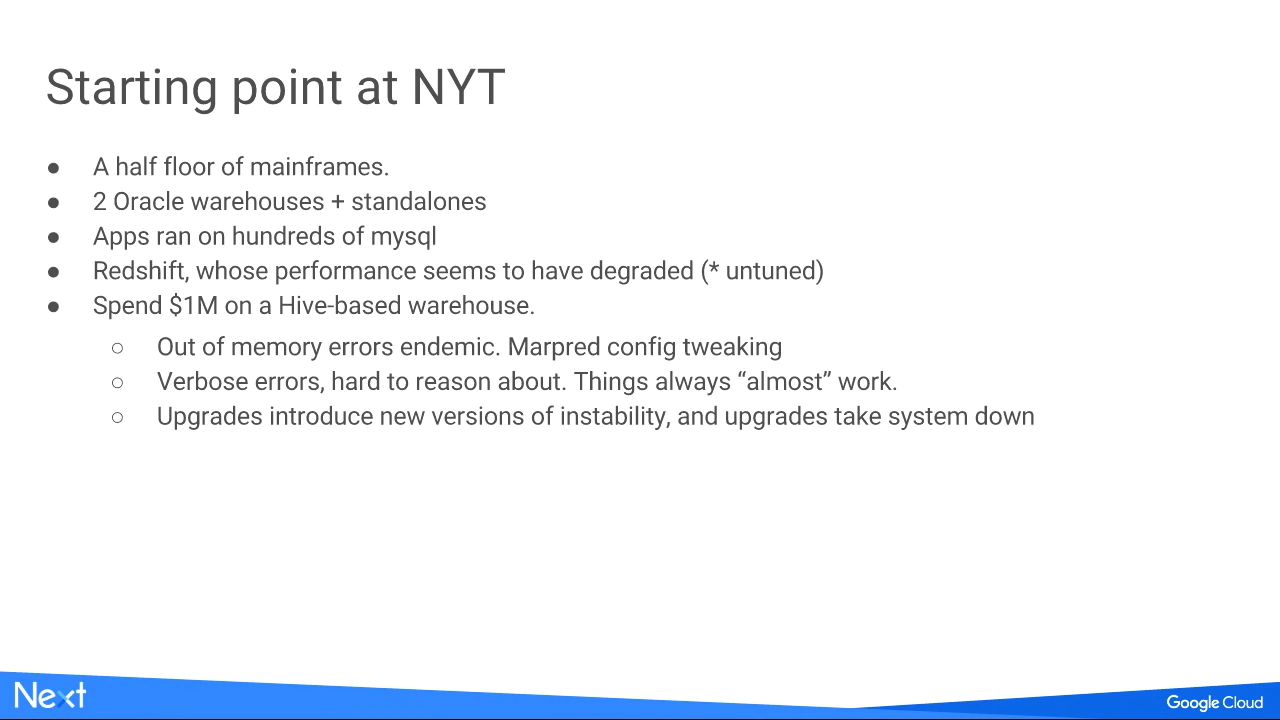 Starting point at NYT
● A half floor of mainframes.
● 2 Oracle warehouses + standalones
● Apps ran on hundreds of mysql
● Redshift, whose performance seems to have degraded (* untuned)
● Spend $1M on a Hive-based warehouse.
○ Out of memory errors endemic. Marpred config tweaking
○ Verbose errors, hard to reason about. Things always “almost” work.
○ Upgrades introduce new versions of instability, and upgrades take system down
Next
Google Cloud